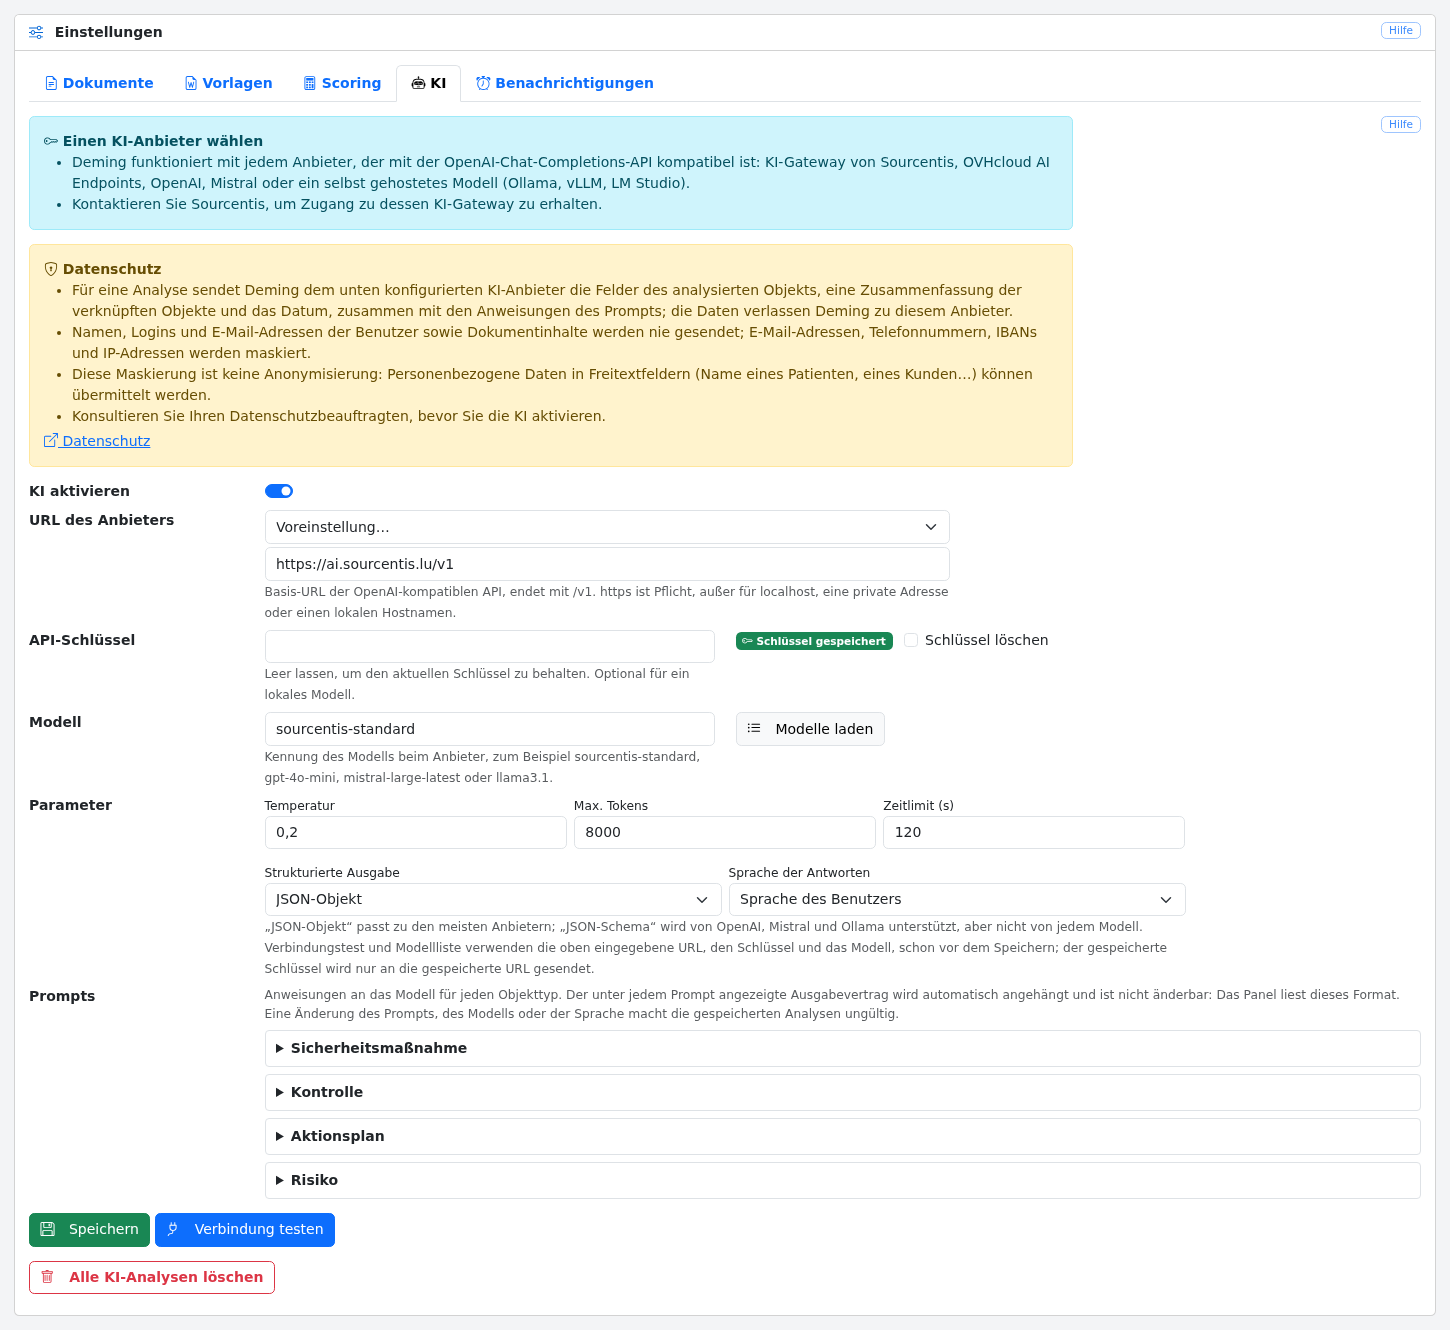 Einstellungen
Hilfe
Dokumente
Vorlagen
Scoring
KI
Benachrichtigungen
Hilfe
Einen KI-Anbieter wählen
• Deming funktioniert mit jedem Anbieter, der mit der OpenAI-Chat-Completions-API kompatibel ist: KI-Gateway von Sourcentis, OVHcloud AI
Endpoints, OpenAI, Mistral oder ein selbst gehostetes Modell (Ollama, vLLM, LM Studio).
• Kontaktieren Sie Sourcentis, um Zugang zu dessen KI-Gateway zu erhalten.
Datenschutz
• Für eine Analyse sendet Deming dem unten konfigurierten KI-Anbieter die Felder des analysierten Objekts, eine Zusammenfassung der
verknüpften Objekte und das Datum, zusammen mit den Anweisungen des Prompts; die Daten verlassen Deming zu diesem Anbieter.
• Namen, Logins und E-Mail-Adressen der Benutzer sowie Dokumentinhalte werden nie gesendet; E-Mail-Adressen, Telefonnummern, IBANs
und IP-Adressen werden maskiert.
• Diese Maskierung ist keine Anonymisierung: Personenbezogene Daten in Freitextfeldern (Name eines Patienten, eines Kunden…) können
übermittelt werden.
• Konsultieren Sie Ihren Datenschutzbeauftragten, bevor Sie die KI aktivieren.
Datenschutz
KI aktivieren
URL des Anbieters
Voreinstellung…
https://ai.sourcentis.lu/v1
Basis-URL der OpenAI-kompatiblen API, endet mit /v1. https ist Pflicht, außer für localhost, eine private Adresse
oder einen lokalen Hostnamen.
API-Schlüssel
Schlüssel gespeichert
Schlüssel löschen
Leer lassen, um den aktuellen Schlüssel zu behalten. Optional für ein
lokales Modell.
Modell
sourcentis-standard
Modelle laden
Kennung des Modells beim Anbieter, zum Beispiel sourcentis-standard,
gpt-4o-mini, mistral-large-latest oder llama3.1.
Parameter
Temperatur
Max. Tokens
Zeitlimit (s)
0,2
8000
120
Strukturierte Ausgabe
Sprache der Antworten
JSON-Objekt
Sprache des Benutzers
„JSON-Objekt“ passt zu den meisten Anbietern; „JSON-Schema“ wird von OpenAI, Mistral und Ollama unterstützt, aber nicht von jedem Modell.
Verbindungstest und Modellliste verwenden die oben eingegebene URL, den Schlüssel und das Modell, schon vor dem Speichern; der gespeicherte
Schlüssel wird nur an die gespeicherte URL gesendet.
Prompts
Anweisungen an das Modell für jeden Objekttyp. Der unter jedem Prompt angezeigte Ausgabevertrag wird automatisch angehängt und ist nicht änderbar: Das Panel liest dieses Format.
Eine Änderung des Prompts, des Modells oder der Sprache macht die gespeicherten Analysen ungültig.
Sicherheitsmaßnahme
Kontrolle
Aktionsplan
Risiko
Speichern
Verbindung testen
Alle KI-Analysen löschen